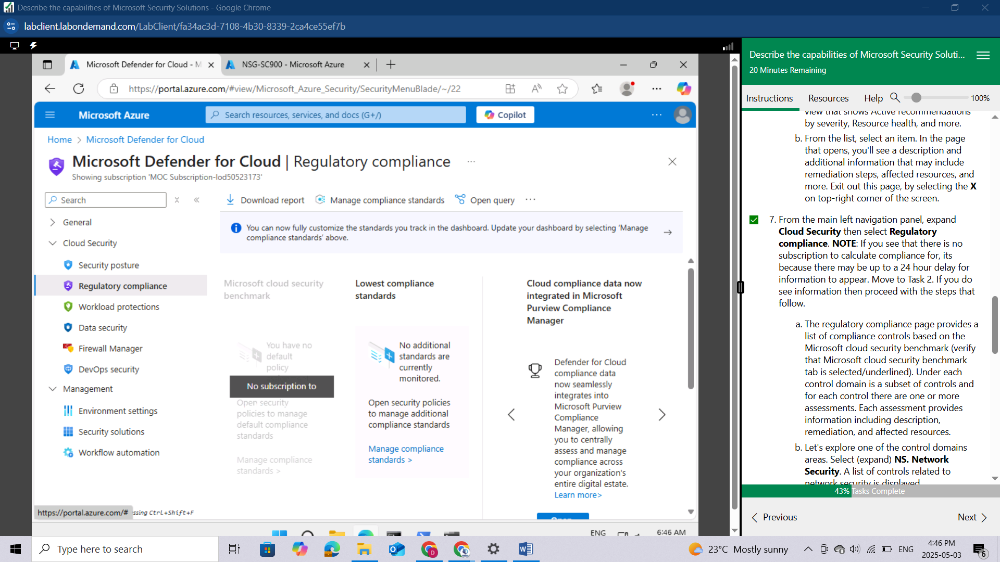 Describe the capabilities of Microsoft Security Solutions - Google Chrome
labclient.labondemand.com/LabClient/fa34ac3d-7108-4b30-8339-2ca4ce55ef7b
Microsoft Defender for Cloud - M
NSG-SC900 - Microsoft Azure
https://portal.azure.com/#view/Microsoft_Azure_Security/SecurityMenuBlade/~/22
Microsoft Azure
Search resources, services, and docs (G+/)
Copilot
Home > Microsoft Defender for Cloud
Microsoft Defender for Cloud | Regulatory compliance
Showing subscription 'MOC Subscription-lod50523173'
Search
General
Cloud Security
Security posture
Regulatory compliance
Workload protections
Data security
Firewall Manager
DevOps security
Management
Environment settings
Security solutions
Workflow automation
Download report
Manage compliance standards
Open query
You can now fully customize the standards you track in the dashboard. Update your dashboard by selecting 'Manage
compliance standards' above.
Microsoft cloud security
benchmark
You have no
default
policy
No subscription to
Open security
policies to manage
default compliance
standards
Manage compliance
standards >
Lowest compliance
standards
No additional
standards are
currently
monitored.
Open security policies
to manage additional
compliance standards
Manage compliance
standards >
Cloud compliance data now
integrated in Microsoft
Purview Compliance
Manager
Defender for Cloud
compliance data
now seamlessly
integrates into
Microsoft Purview
Compliance
Manager, allowing
you to centrally
assess and manage
compliance across
your organization's
entire digital estate.
Learn more>
Open
https://portal.azure.com/#
ssing Ctrl+Shift+F
ENG
6:46 AM
Describe the capabilities of Microsoft Security Soluti...
20 Minutes Remaining
Instructions
Resources
Help
100%
view that shows Active recommendations
by severity, Resource health, and more.
b. From the list, select an item. In the page
that opens, you'll see a description and
additional information that may include
remediation steps, affected resources, and
more. Exit out this page, by selecting the X
on top-right corner of the screen.
7. From the main left navigation panel, expand
Cloud Security then select Regulatory
compliance. NOTE: If you see that there is no
subscription to calculate compliance for, its
because there may be up to a 24 hour delay for
information to appear. Move to Task 2. If you do
see information then proceed with the steps that
follow.
a. The regulatory compliance page provides a
list of compliance controls based on the
Microsoft cloud security benchmark (verify
that Microsoft cloud security benchmark
tab is selected/underlined). Under each
control domain is a subset of controls and
for each control there are one or more
assessments. Each assessment provides
information including description,
remediation, and affected resources.
b. Let's explore one of the control domains
areas. Select (expand) NS. Network
Security. A list of controls related to
network security is displayed
43% Tasks Complete
< Previous
Next >
Type here to search
23°C Mostly sunny
ENG
4:46 PM
2025-05-03
6